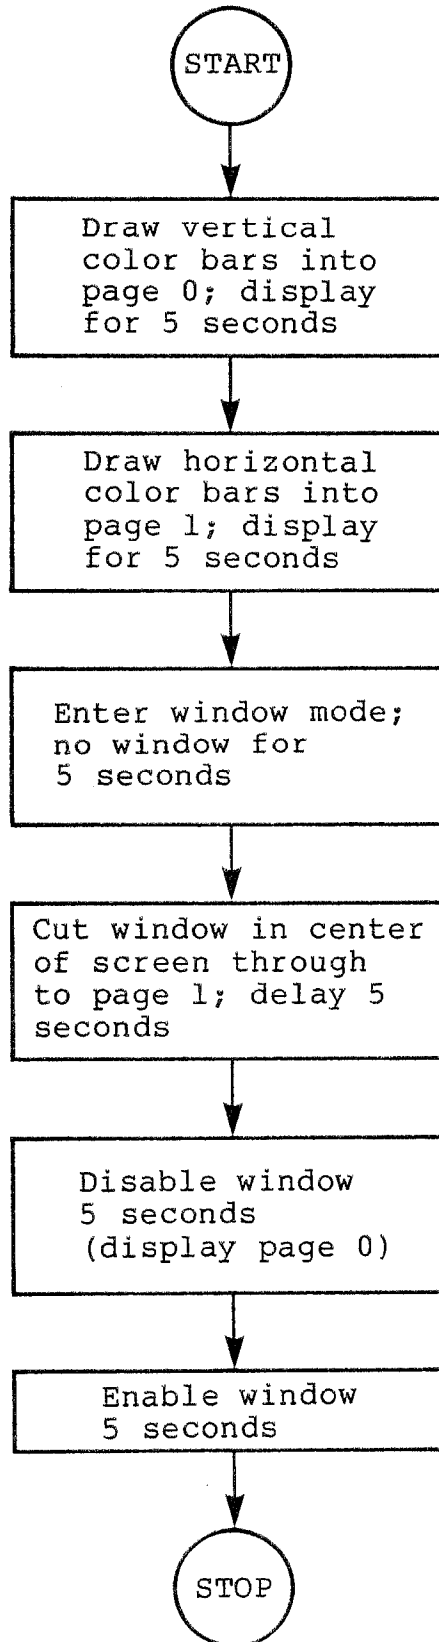 START
Draw vertical
color bars into
page 0; display
for 5 seconds
Draw horizontal
color bars into
page 1; display
for 5 seconds
Enter window mode;
no window for
5 seconds
Cut window in center
of screen through
to page 1; delay 5
seconds
Disable window
5 seconds
(display page 0)
Enable window
5 seconds
STOP